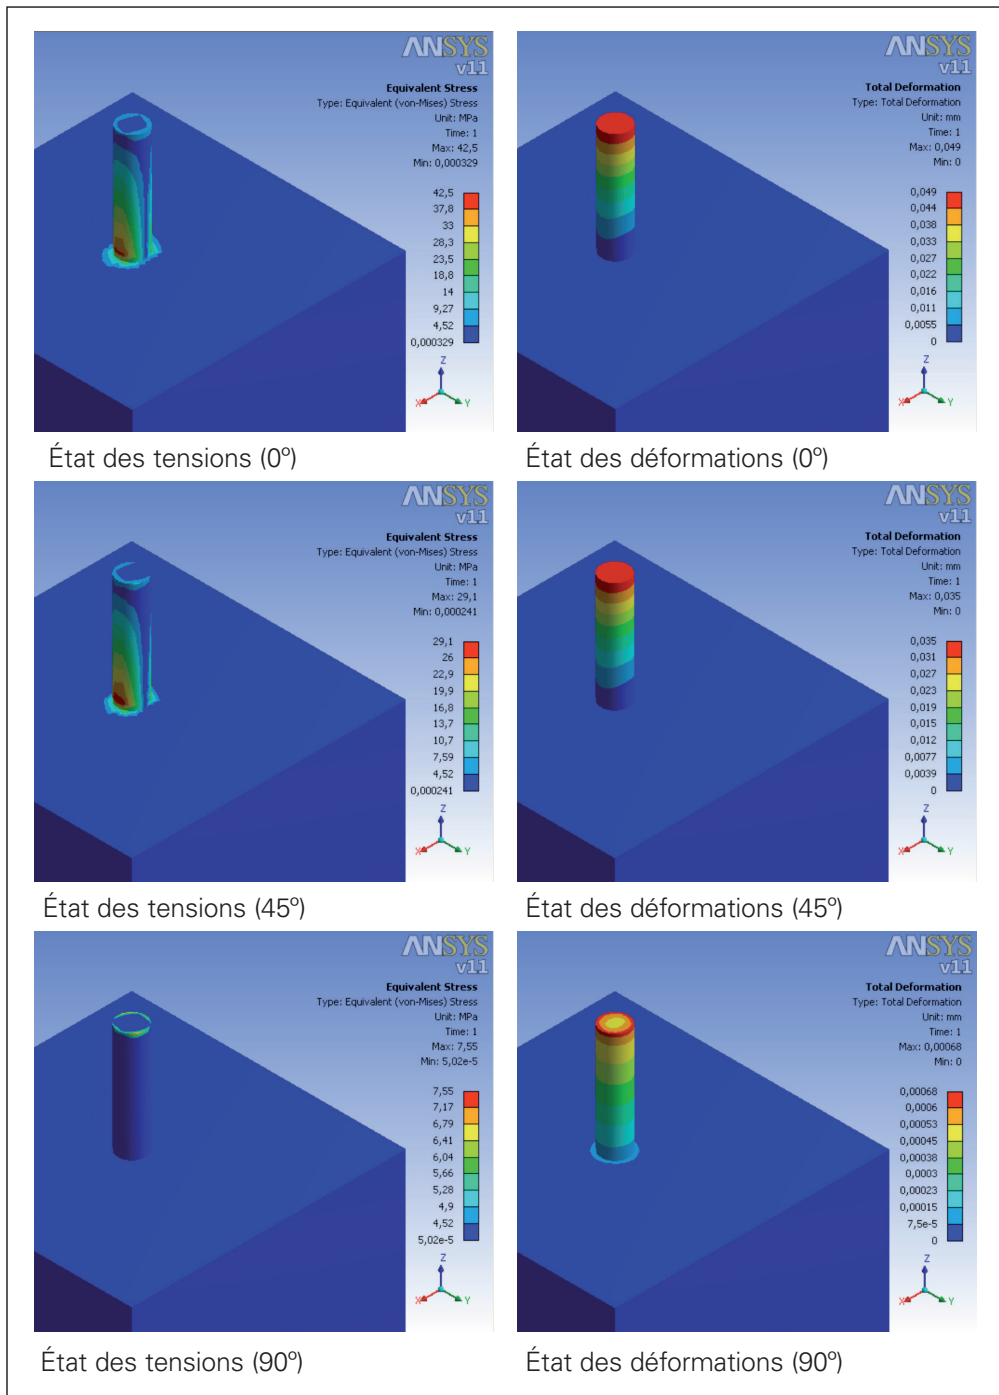 ANSYS
v11
Equivalent Stress
Type: Equivalent (von-Mises) Stress
Unit: MPa
Time: 1
Max: 42,5
Min: 0,000329
42,5
37,8
33
28,3
23,5
18,8
14
9,27
4,52
0,000329
Z
X
Y
État des tensions (0º)
ANSYS
v11
Total Deformation
Type: Total Deformation
Unit: mm
Time: 1
Max: 0,049
Min: 0
0,049
0,044
0,038
0,033
0,027
0,022
0,016
0,011
0,0055
0
Z
X
Y
État des déformations (0º)
ANSYS
v11
Equivalent Stress
Type: Equivalent (von-Mises) Stress
Unit: MPa
Time: 1
Max: 29,1
Min: 0,000241
29,1
26
22,9
19,9
16,8
13,7
10,7
7,59
4,52
0,000241
Z
X
Y
État des tensions (45º)
ANSYS
v11
Total Deformation
Type: Total Deformation
Unit: mm
Time: 1
Max: 0,035
Min: 0
0,035
0,031
0,027
0,023
0,019
0,015
0,012
0,0077
0,0039
0
Z
X
Y
État des déformations (45º)
ANSYS
v11
Equivalent Stress
Type: Equivalent (von-Mises) Stress
Unit: MPa
Time: 1
Max: 7,55
Min: 5,02e-5
7,55
7,17
6,79
6,41
6,04
5,66
5,28
4,9
4,52
5,02e-5
Z
X
Y
État des tensions (90º)
ANSYS
v11
Total Deformation
Type: Total Deformation
Unit: mm
Time: 1
Max: 0,00068
Min: 0
0,00068
0,0006
0,00053
0,00045
0,00038
0,0003
0,00023
0,00015
7,5e-5
0
Z
X
Y
État des déformations (90º)